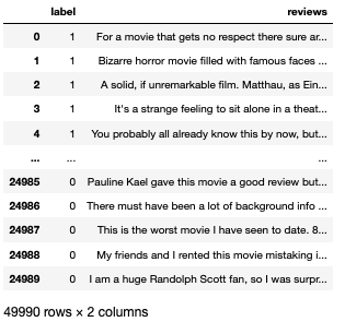 label reviews
0 1 For a movie that gets no respect there sure ar...
1 1 Bizarre horror movie filled with famous faces ...
2 1 A solid, if unremarkable film. Matthau, as Ein...
3 1 It's a strange feeling to sit alone in a theat...
4 1 You probably all already know this by now, but...
... ... ...
24985 0 Pauline Kael gave this movie a good review but...
24986 0 There must have been a lot of background info ...
24987 0 This is the worst movie I have seen to date. 8...
24988 0 My friends and I rented this movie mistaking i...
24989 0 I am a huge Randolph Scott fan, so I was surpr...
49990 rows × 2 columns